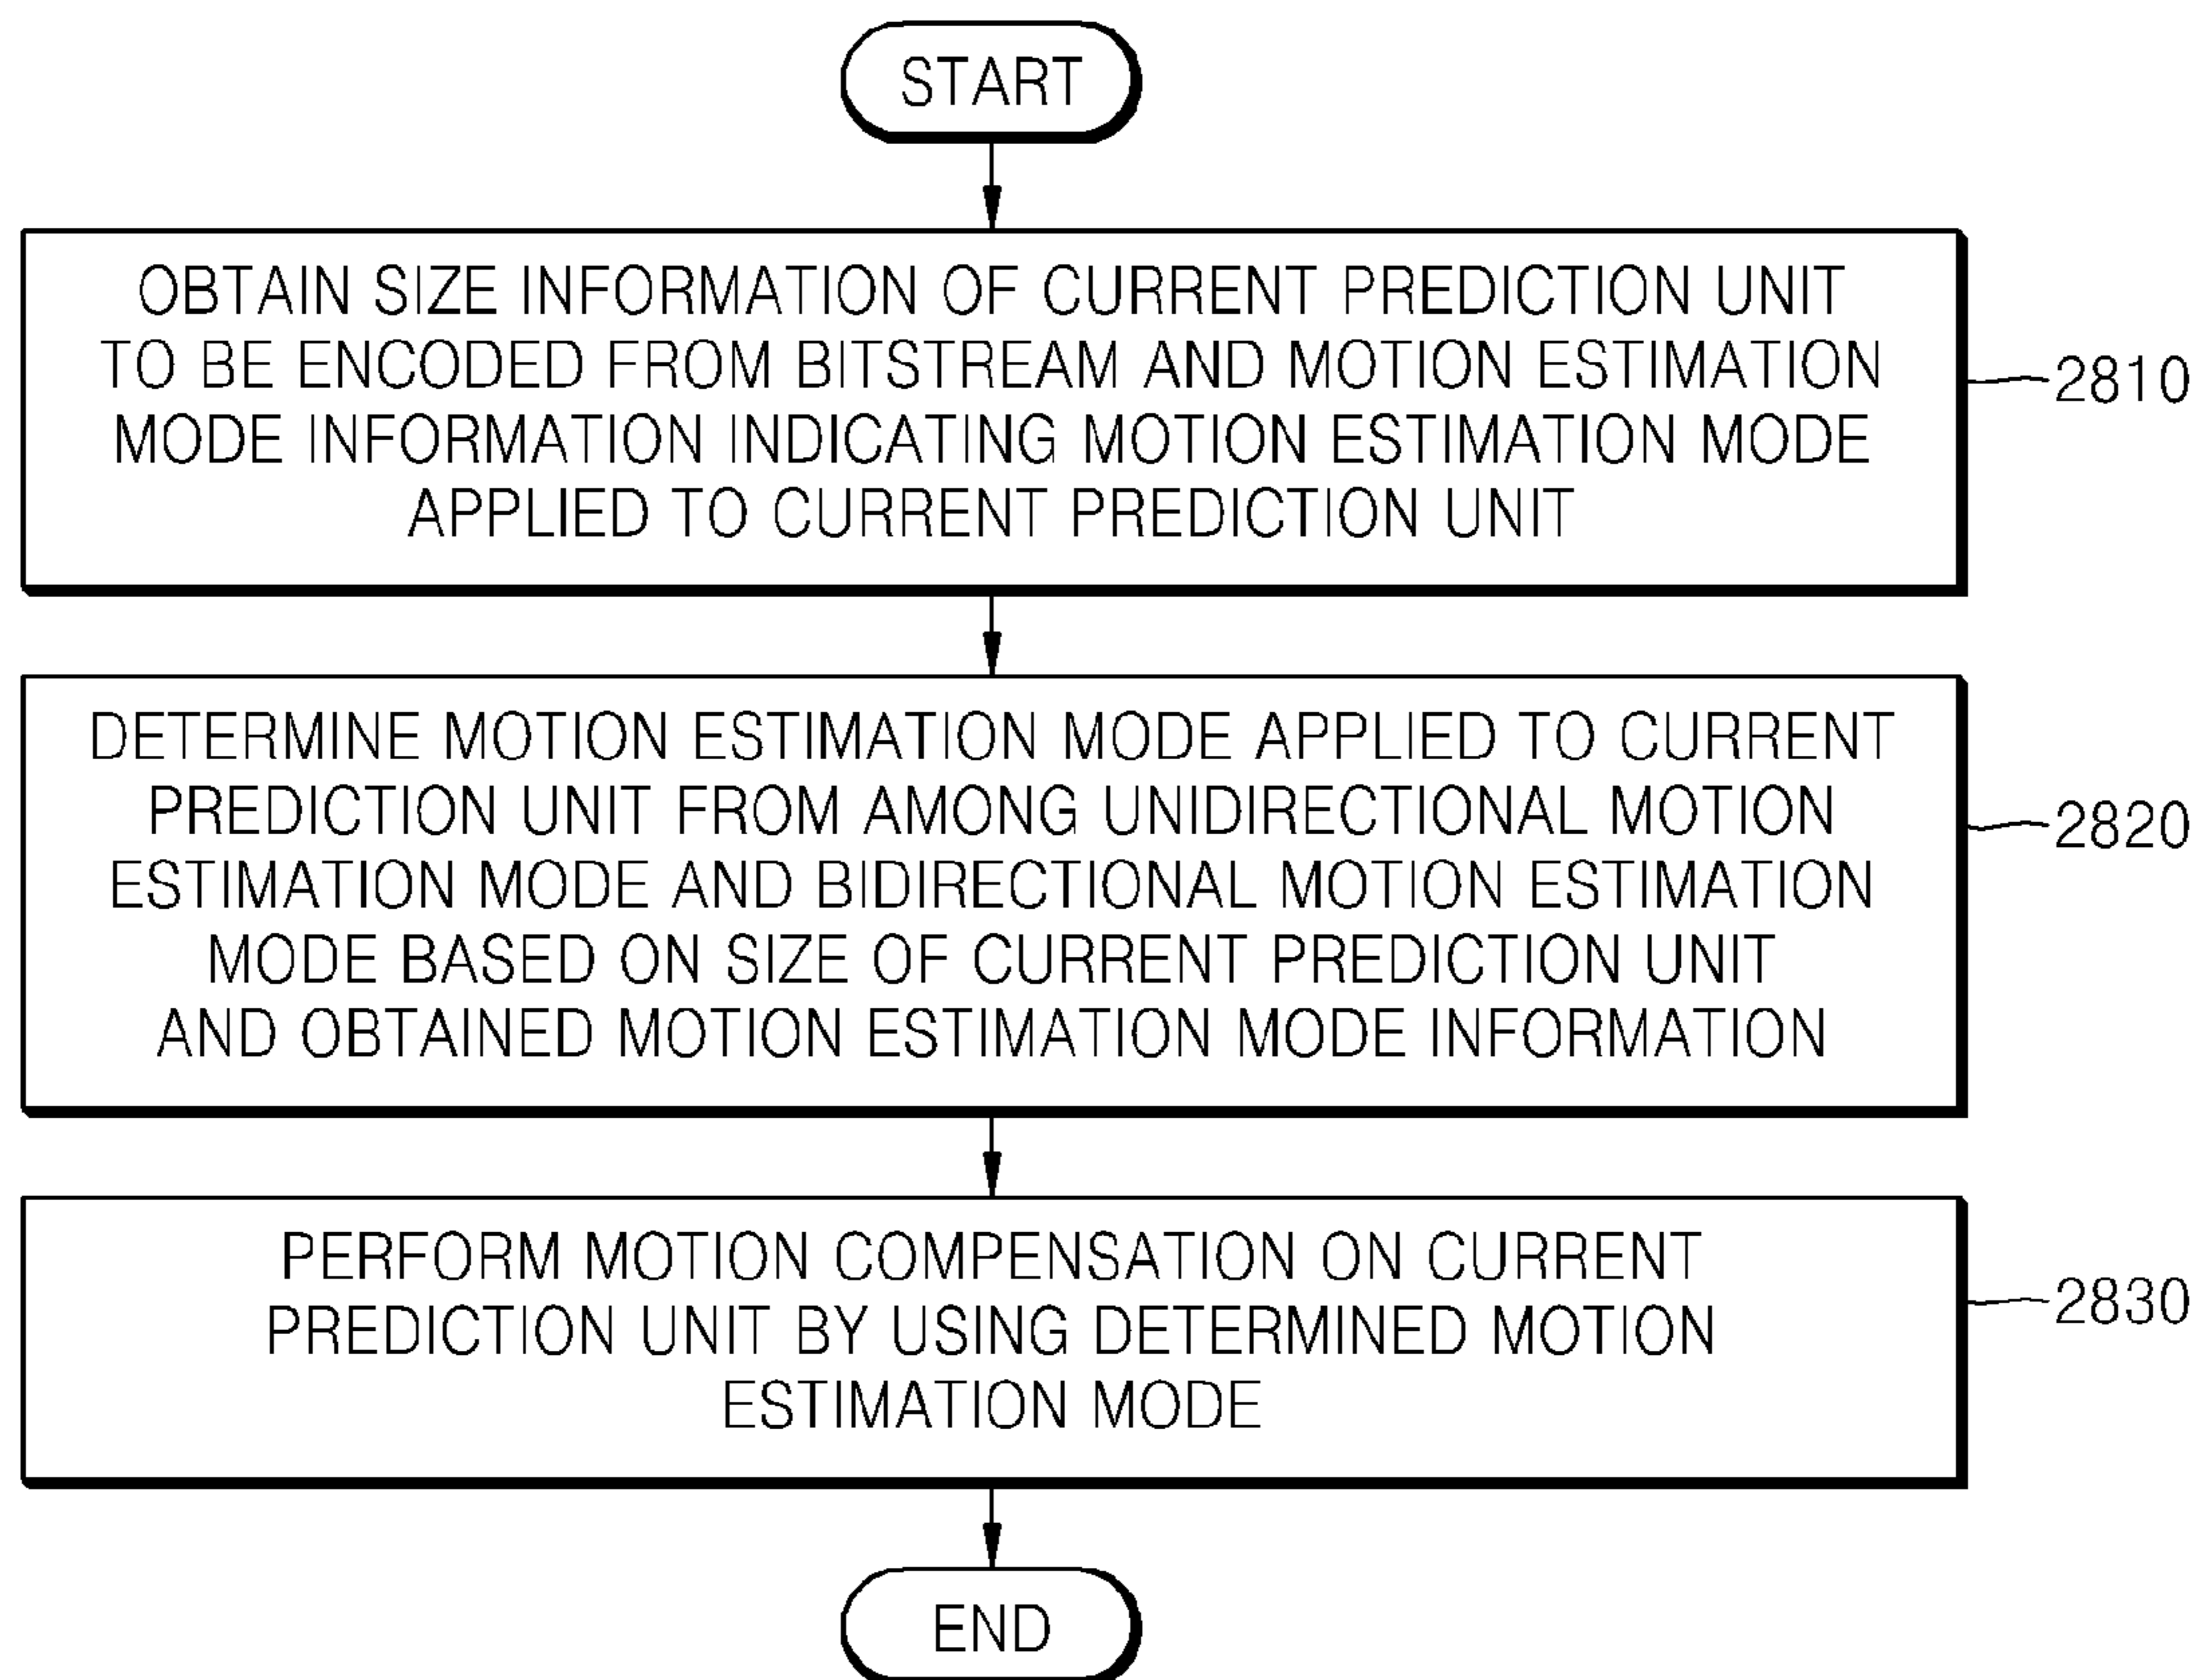 START
OBTAIN SIZE INFORMATION OF CURRENT PREDICTION UNIT
TO BE ENCODED FROM BITSTREAM AND MOTION ESTIMATION
MODE INFORMATION INDICATING MOTION ESTIMATION MODE
APPLIED TO CURRENT PREDICTION UNIT
2810
DETERMINE MOTION ESTIMATION MODE APPLIED TO CURRENT
PREDICTION UNIT FROM AMONG UNIDIRECTIONAL MOTION
ESTIMATION MODE AND BIDIRECTIONAL MOTION ESTIMATION
MODE BASED ON SIZE OF CURRENT PREDICTION UNIT
AND OBTAINED MOTION ESTIMATION MODE INFORMATION
2820
PERFORM MOTION COMPENSATION ON CURRENT
PREDICTION UNIT BY USING DETERMINED MOTION
ESTIMATION MODE
2830
END